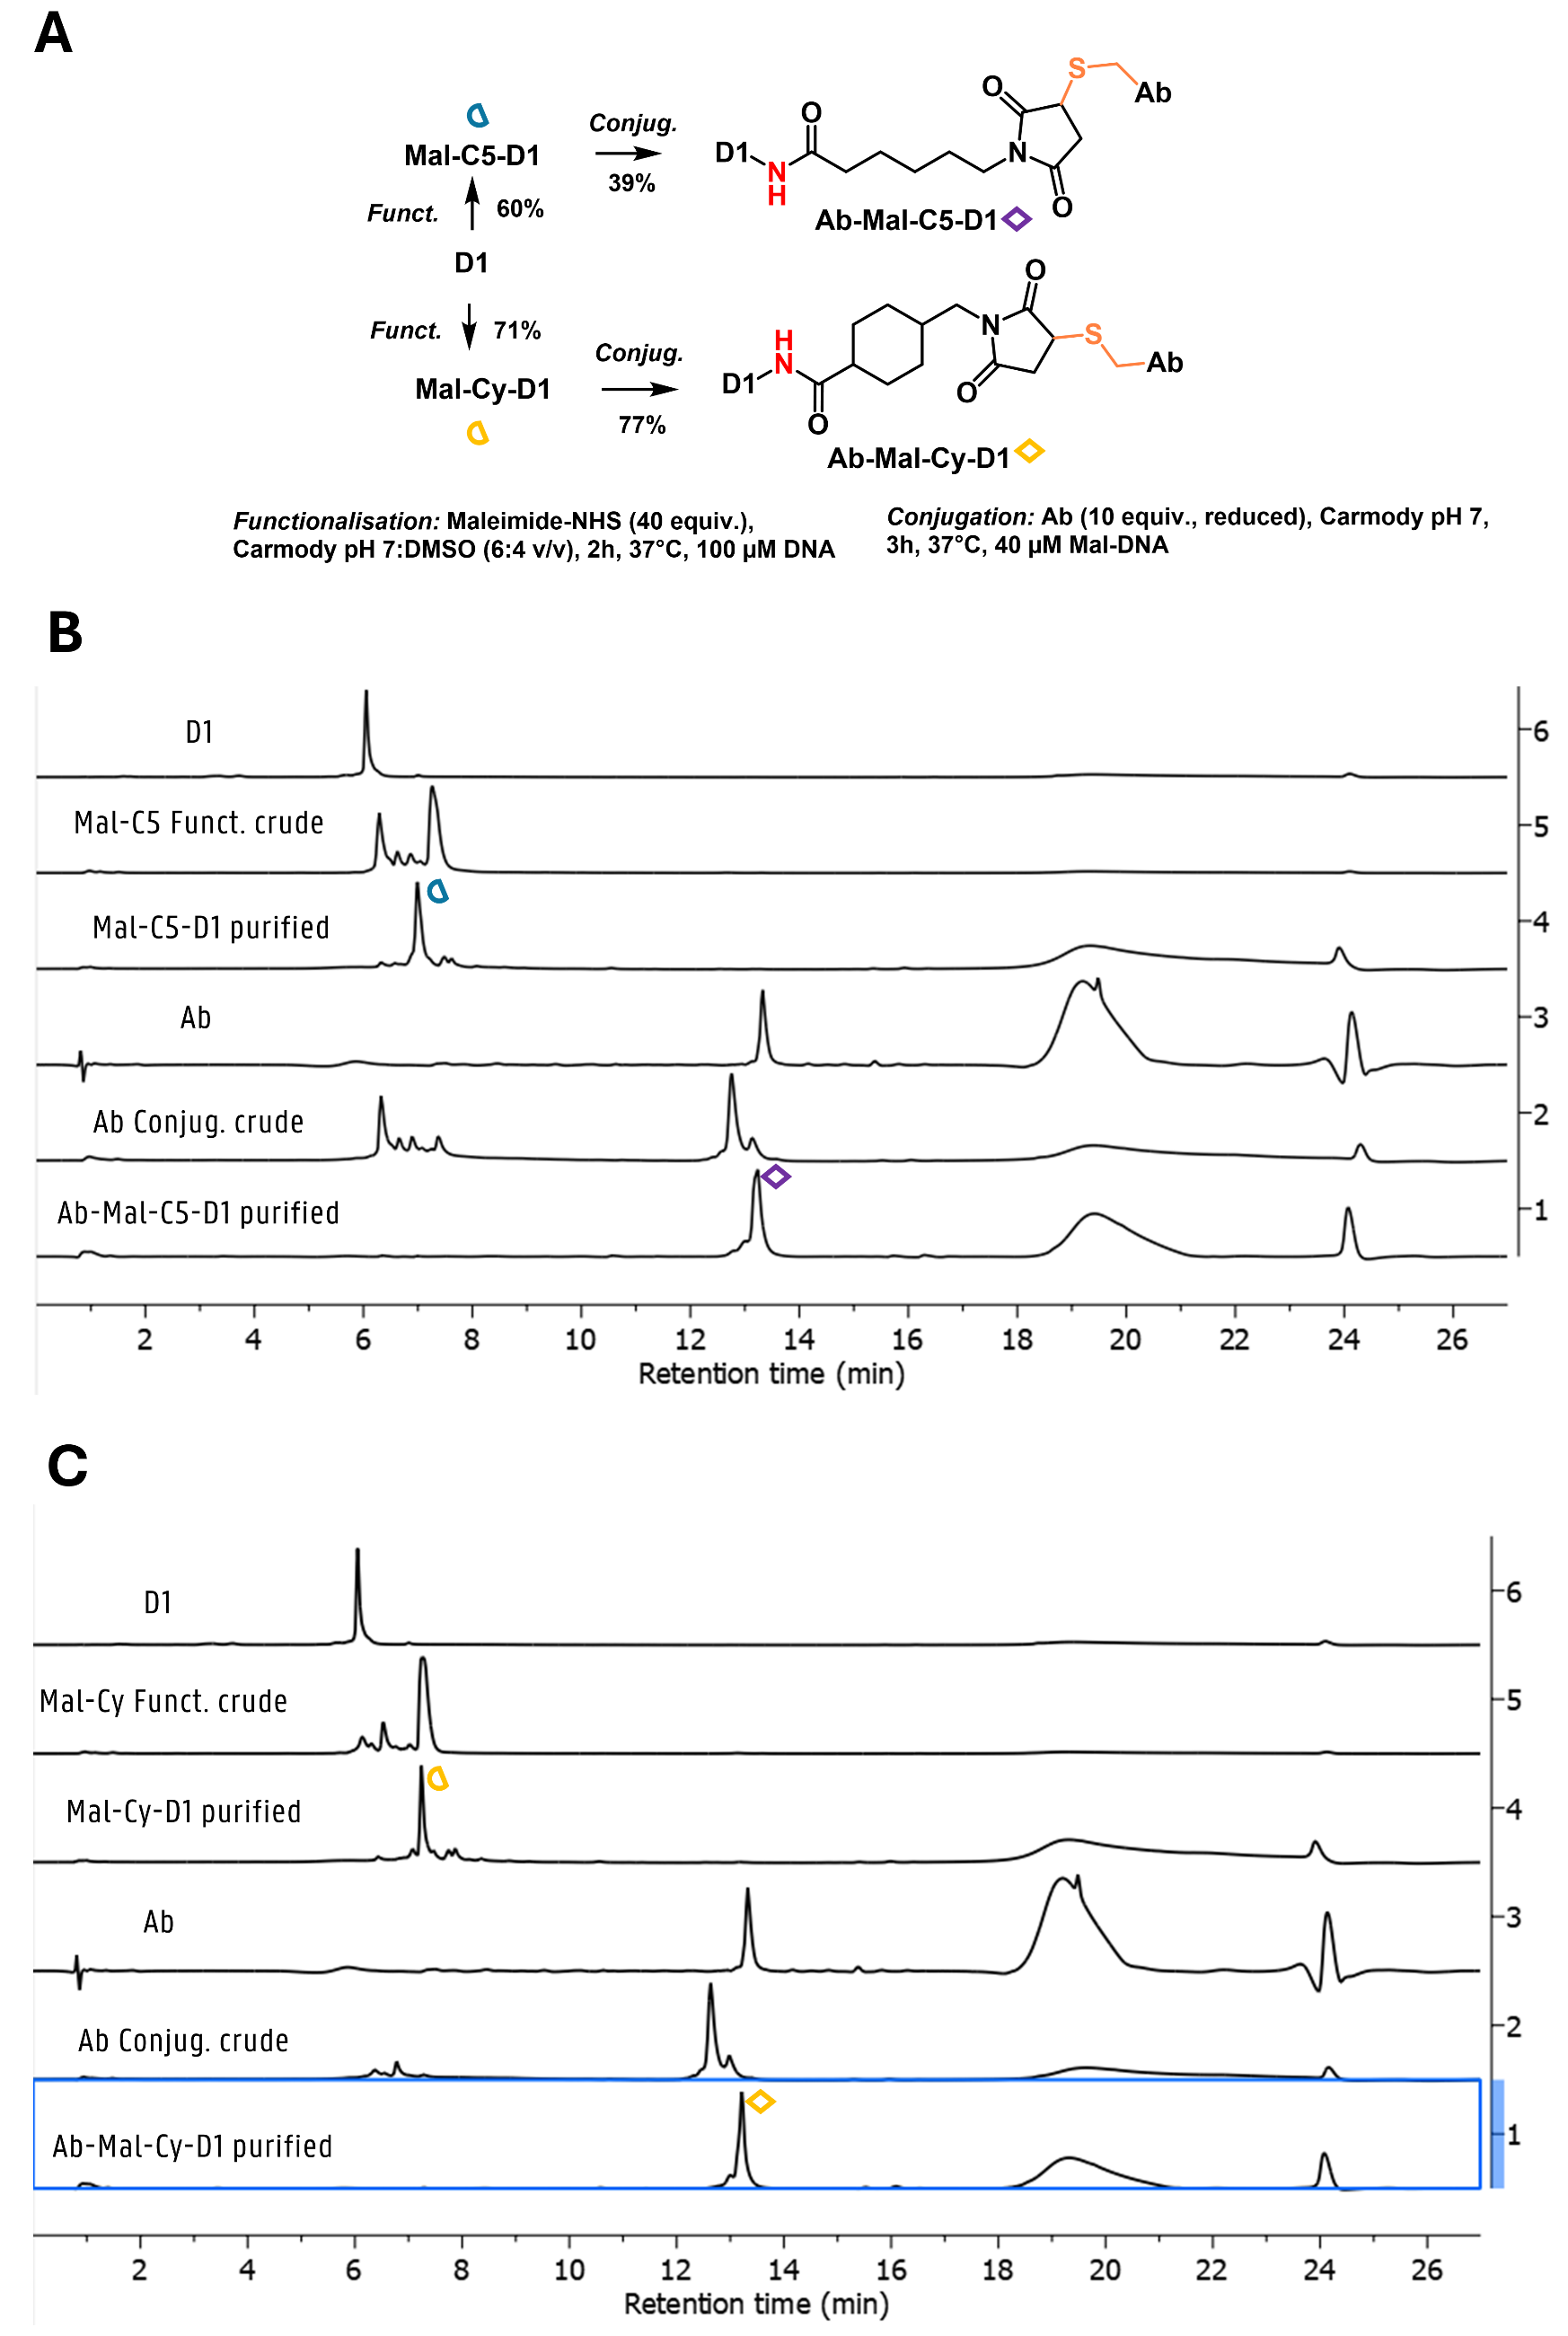 A
Mal-C5-D1
Conjug.
39%
Funct.
60%
D1
N
H
O
O
N
O
S
Ab
Ab-Mal-C5-D1
D1
Funct.
71%
Mal-Cy-D1
Conjug.
77%
D1
H
N
O
N
O
O
S
Ab
Ab-Mal-Cy-D1
Functionalisation: Maleimide-NHS (40 equiv.),
Carmody pH 7:DMSO (6:4 v/v), 2h, 37°C, 100 µM DNA
Conjugation: Ab (10 equiv., reduced), Carmody pH 7,
3h, 37°C, 40 µM Mal-DNA
B
D1
6
Mal-C5 Funct. crude
5
Mal-C5-D1 purified
4
Ab
3
Ab Conjug. crude
2
Ab-Mal-C5-D1 purified
1
2 4 6 8 10 12 14 16 18 20 22 24 26
Retention time (min)
C
D1
6
Mal-Cy Funct. crude
5
Mal-Cy-D1 purified
4
Ab
3
Ab Conjug. crude
2
Ab-Mal-Cy-D1 purified
1
2 4 6 8 10 12 14 16 18 20 22 24 26
Retention time (min)